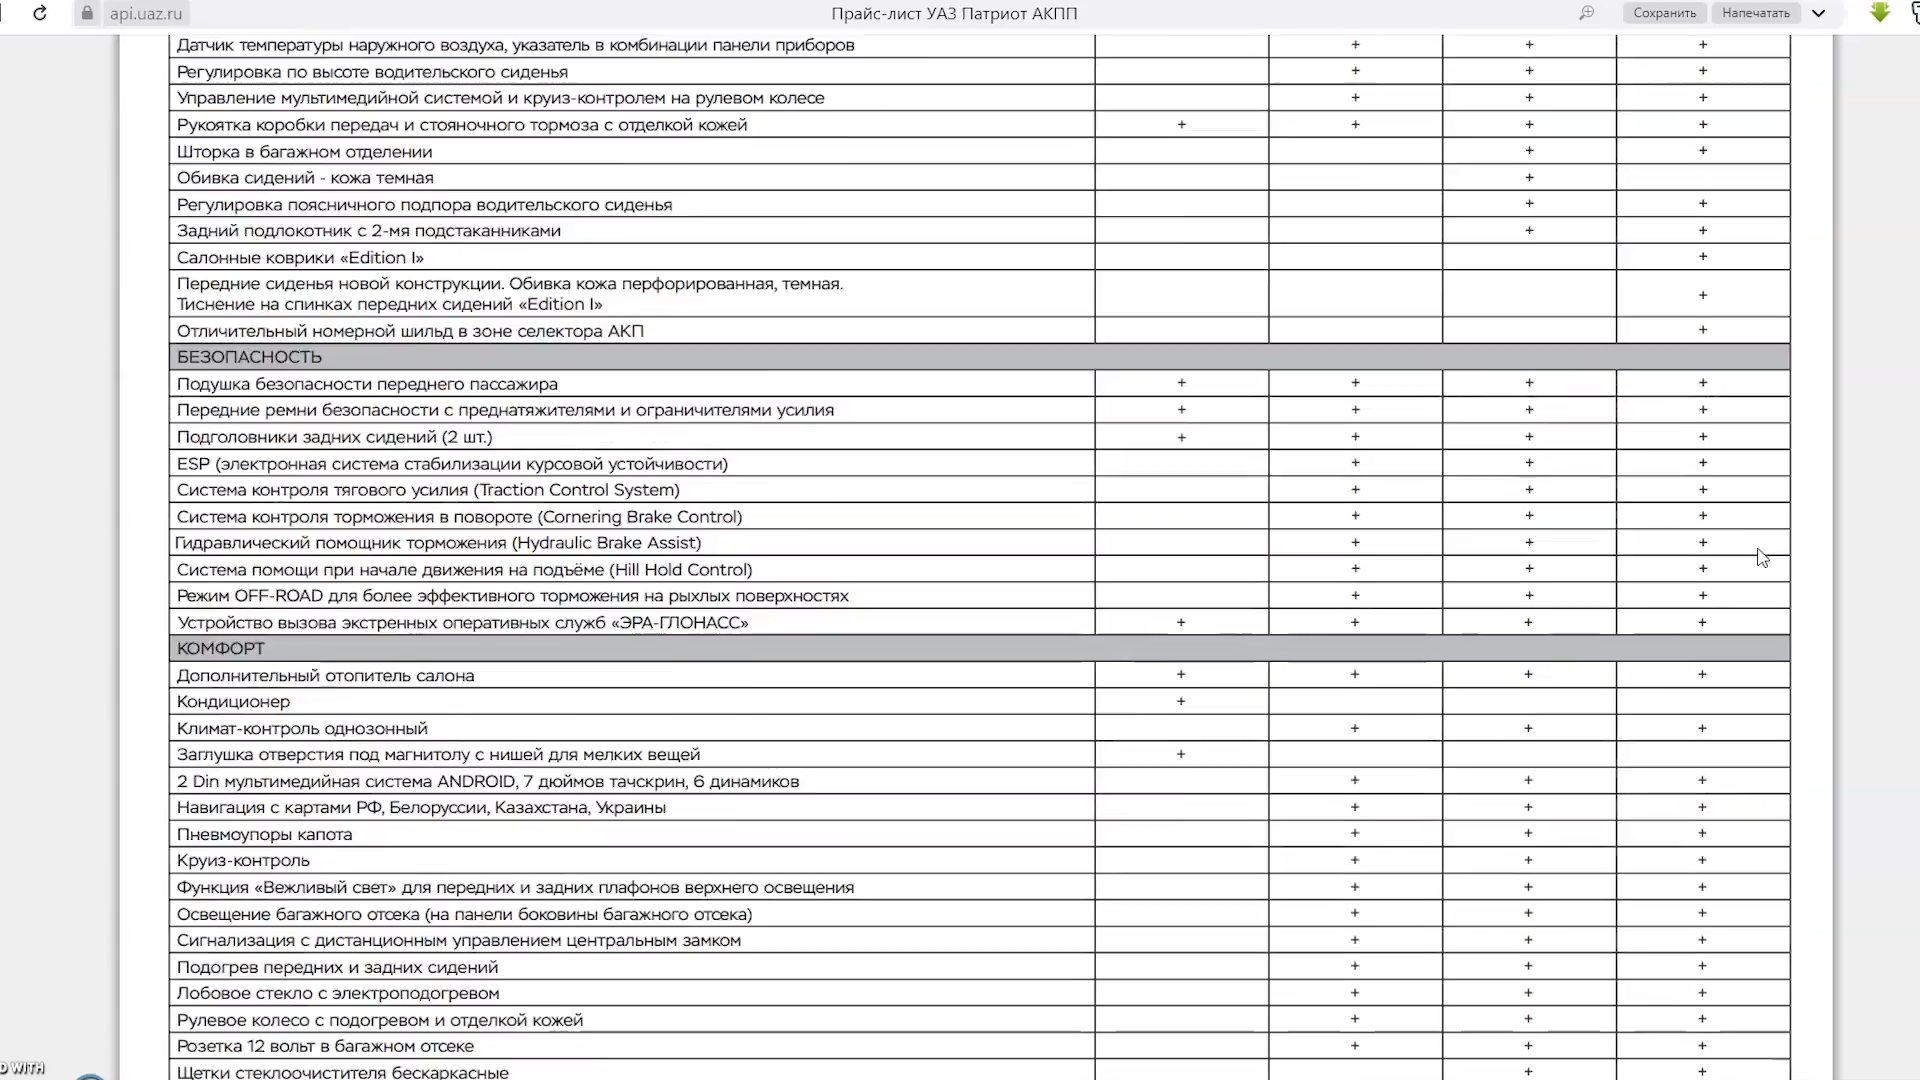 api.uaz.ru
Прайс-лист УАЗ Патриот АКПП
Сохранить
Напечатать
Датчик температуры наружного воздуха, указатель в комбинации панели приборов + + +
Регулировка по высоте водительского сиденья + + +
Управление мультимедийной системой и круиз-контролем на рулевом колесе + + +
Рукоятка коробки передач и стояночного тормоза с отделкой кожей + + + +
Шторка в багажном отделении + +
Обивка сидений - кожа темная +
Регулировка поясничного подпора водительского сиденья + +
Задний подлокотник с 2-мя подстаканниками + +
Салонные коврики «Edition I» +
Передние сиденья новой конструкции. Обивка кожа перфорированная, темная.
Тиснение на спинках передних сидений «Edition I» +
Отличительный номерной шильд в зоне селектора АКП +
БЕЗОПАСНОСТЬ
Подушка безопасности переднего пассажира + + + +
Передние ремни безопасности с преднатяжителями и ограничителями усилия + + + +
Подголовники задних сидений (2 шт.) + + + +
ESP (электронная система стабилизации курсовой устойчивости) + + +
Система контроля тягового усилия (Traction Control System) + + +
Система контроля торможения в повороте (Cornering Brake Control) + + +
Гидравлический помощник торможения (Hydraulic Brake Assist) + + +
Система помощи при начале движения на подъёме (Hill Hold Control) + + +
Режим OFF-ROAD для более эффективного торможения на рыхлых поверхностях + + +
Устройство вызова экстренных оперативных служб «ЭРА-ГЛОНАСС» + + + +
КОМФОРТ
Дополнительный отопитель салона + + + +
Кондиционер +
Климат-контроль однозонный + + +
Заглушка отверстия под магнитолу с нишей для мелких вещей +
2 Din мультимедийная система ANDROID, 7 дюймов тачскрин, 6 динамиков + + +
Навигация с картами РФ, Белоруссии, Казахстана, Украины + + +
Пневмоупоры капота + + +
Круиз-контроль + + +
Функция «Вежливый свет» для передних и задних плафонов верхнего освещения + + +
Освещение багажного отсека (на панели боковины багажного отсека) + + +
Сигнализация с дистанционным управлением центральным замком + + +
Подогрев передних и задних сидений + + +
Лобовое стекло с электроподогревом + + +
Рулевое колесо с подогревом и отделкой кожей + + +
Розетка 12 вольт в багажном отсеке + + +
Щетки стеклоочистителя бескаркасные + +
D WITH